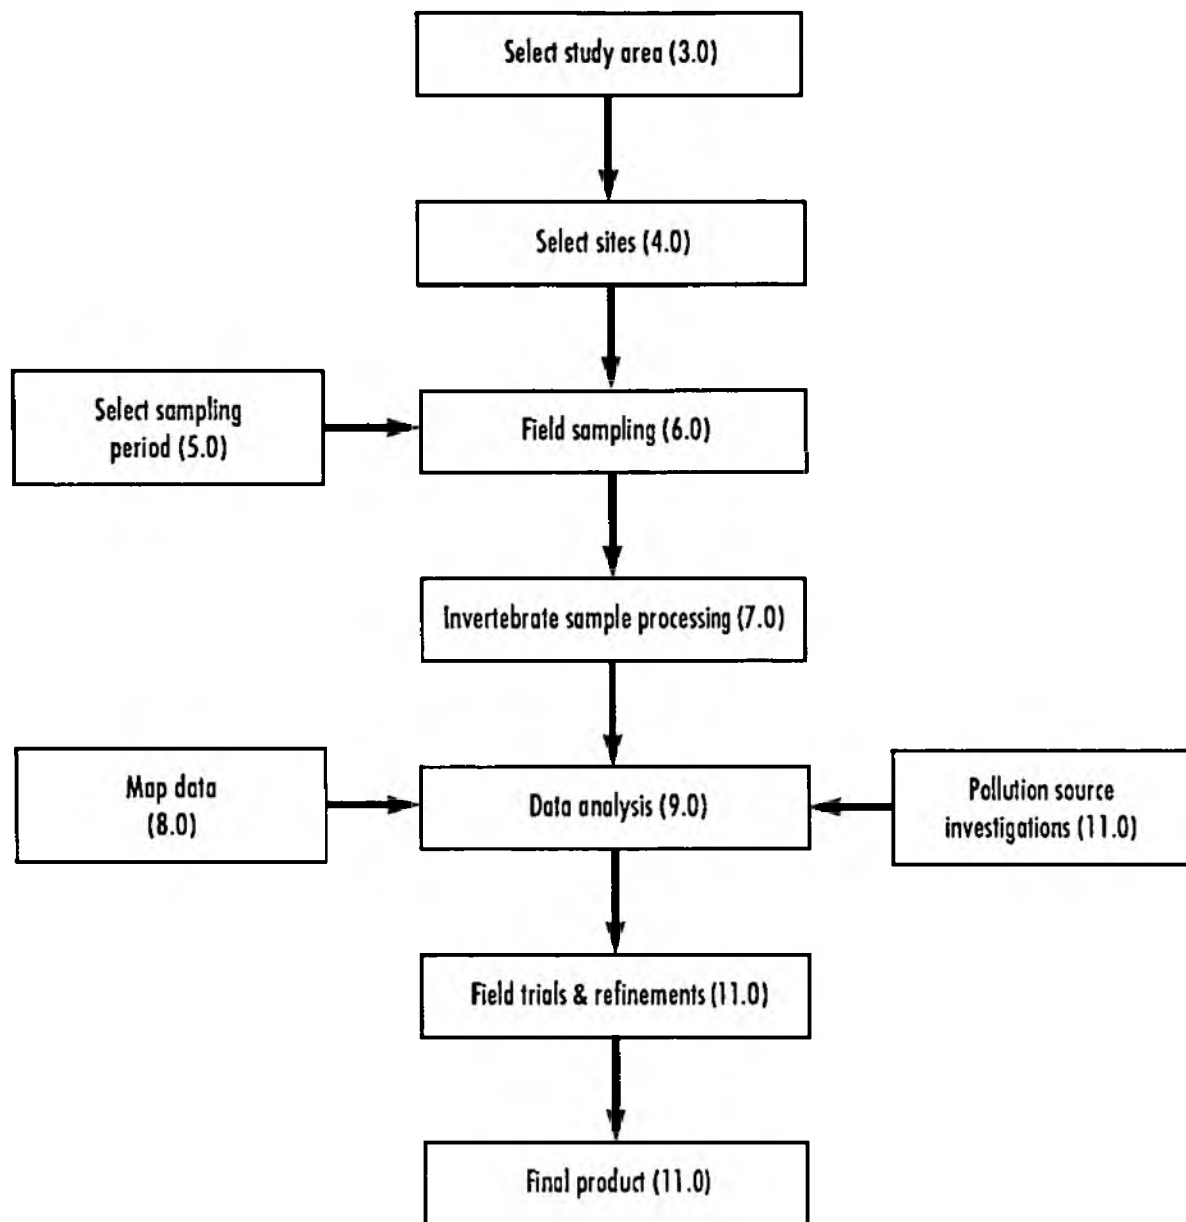 Select study area (3.0)
Select sites (4.0)
Select sampling
period (5.0)
Field sampling (6.0)
Invertebrate sample processing (7.0)
Map data
(8.0)
Data analysis (9.0)
Pollution source
investigations (11.0)
Field trials & refinements (11.0)
Final product (11.0)